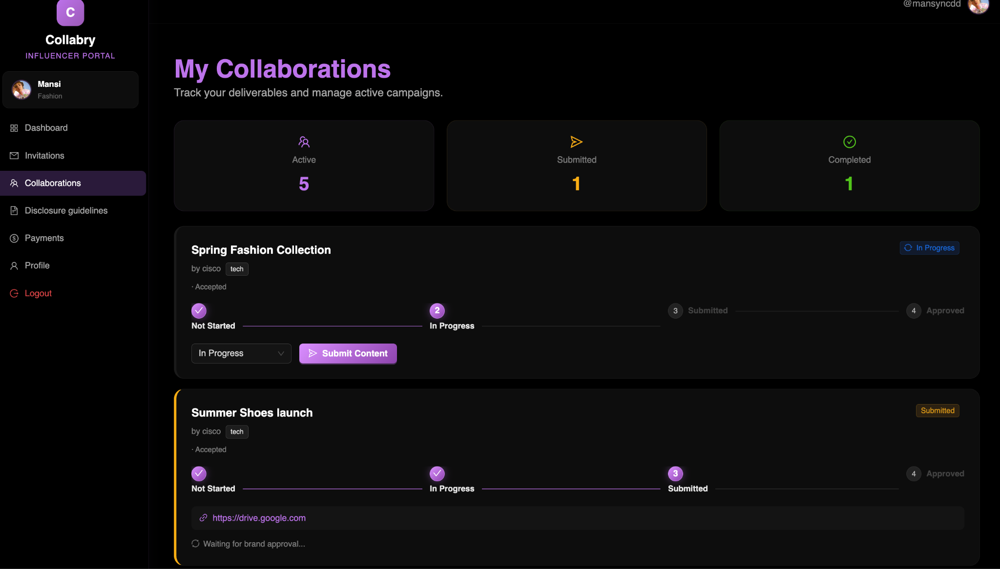 C
Collabry
INFLUENCER PORTAL
Mansi
Fashion
Dashboard
Invitations
Collaborations
Disclosure guidelines
Payments
Profile
Logout
@mansyncdd
My Collaborations
Track your deliverables and manage active campaigns.
Active
5
Submitted
1
Completed
1
Spring Fashion Collection
In Progress
by cisco tech
· Accepted
2
3 Submitted
4 Approved
Not Started
In Progress
In Progress
Submit Content
Summer Shoes launch
Submitted
by cisco tech
· Accepted
3
4 Approved
Not Started
In Progress
Submitted
https://drive.google.com
Waiting for brand approval...